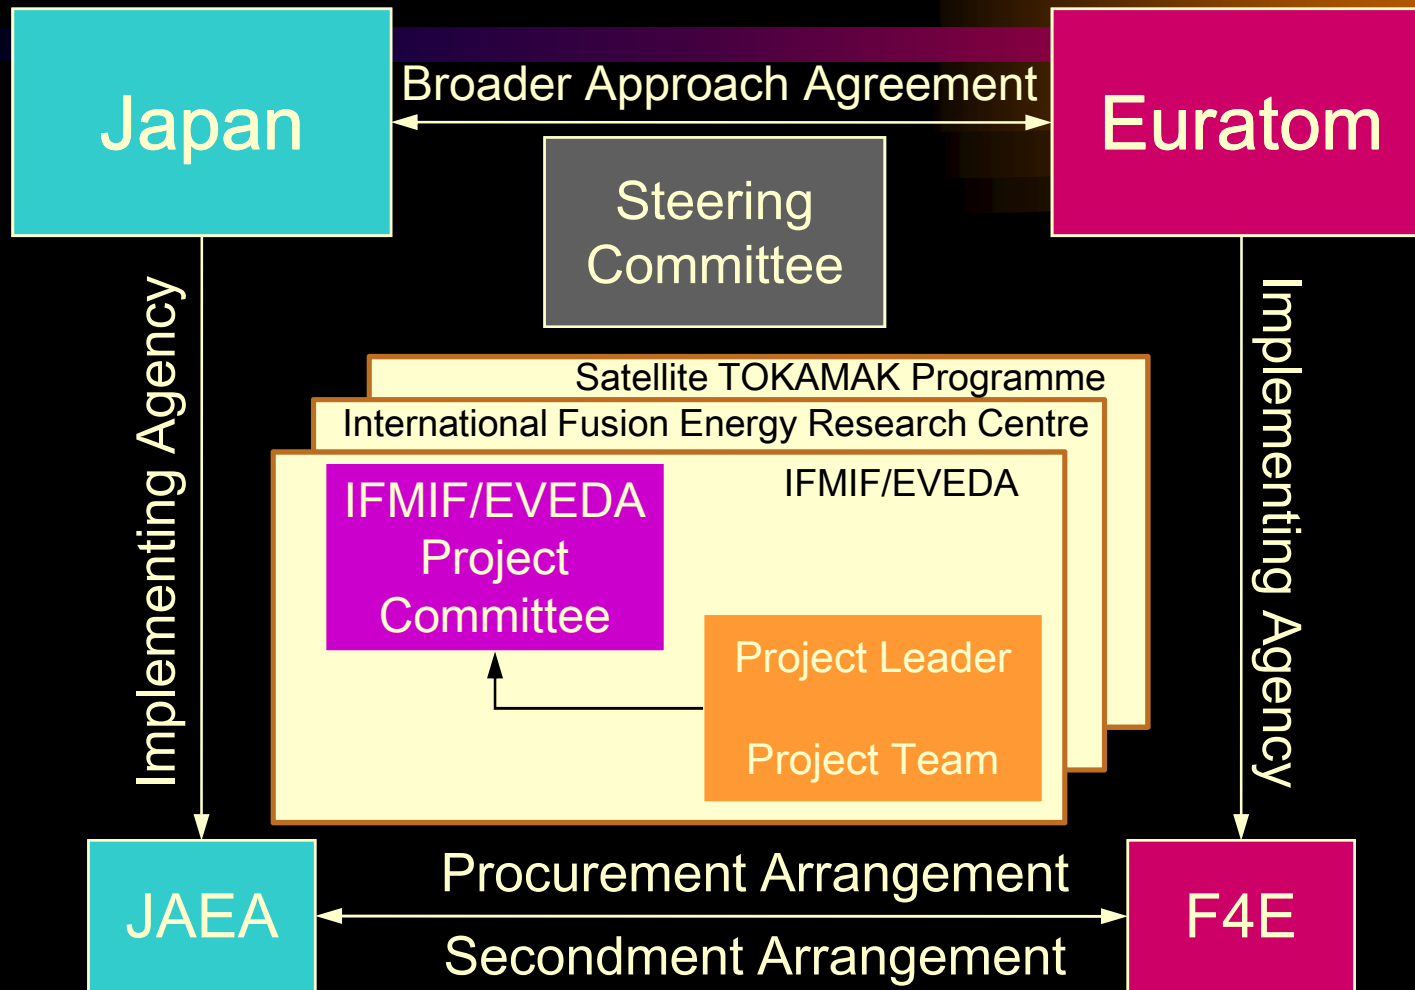 Broader Approach Agreement
Japan
Euratom
Steering
Committee
Implementing Agency
Implementing Agency
Satellite TOKAMAK Programme
International Fusion Energy Research Centre
IFMIF/EVEDA
IFMIF/EVEDA
Project
Committee
Project Leader
Project Team
Procurement Arrangement
JAEA
F4E
Secondment Arrangement